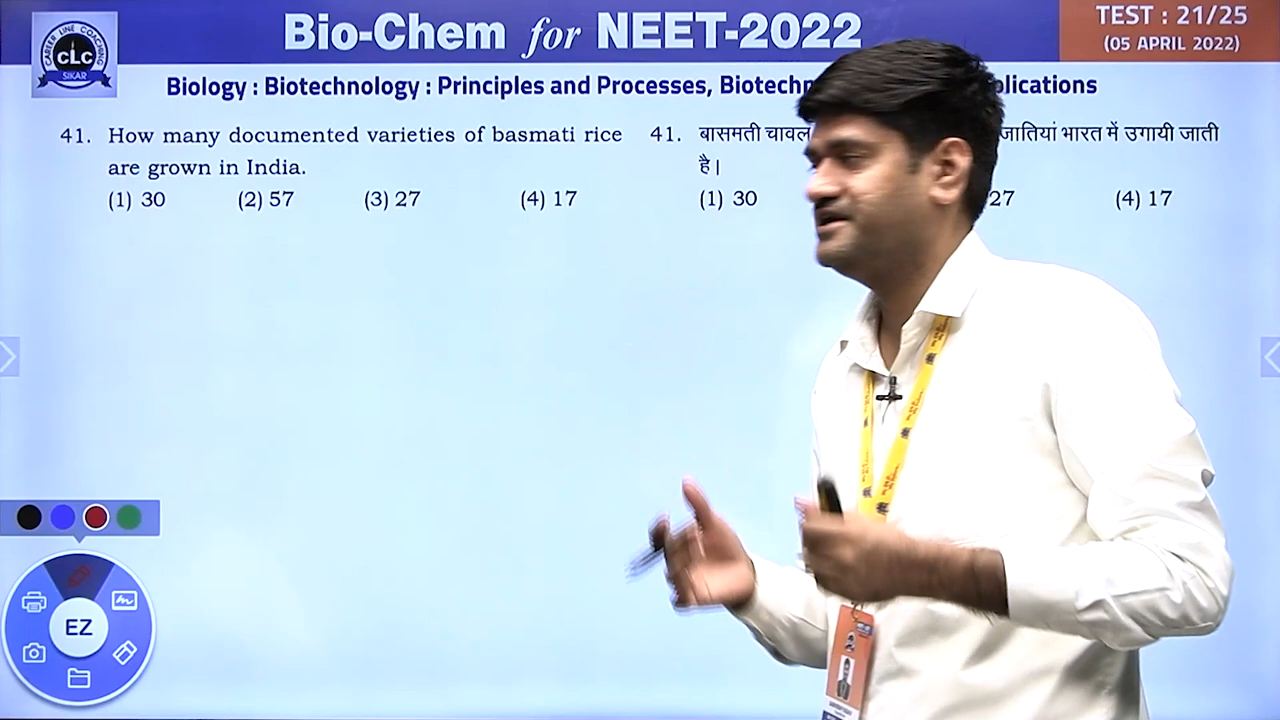 Bio-Chem for NEET-2022
TEST : 21/25
(05 APRIL 2022)
CAREER LINE COACHING
CLC
SIKAR
Biology : Biotechnology : Principles and Processes,
41. How many documented varieties of basmati rice
are grown in India.
(1) 30 (2) 57 (3) 27 (4) 17
41. बासमती चावल जातियां भारत में उगायी जाती
है।
(1) 30 27 (4) 17
EZ